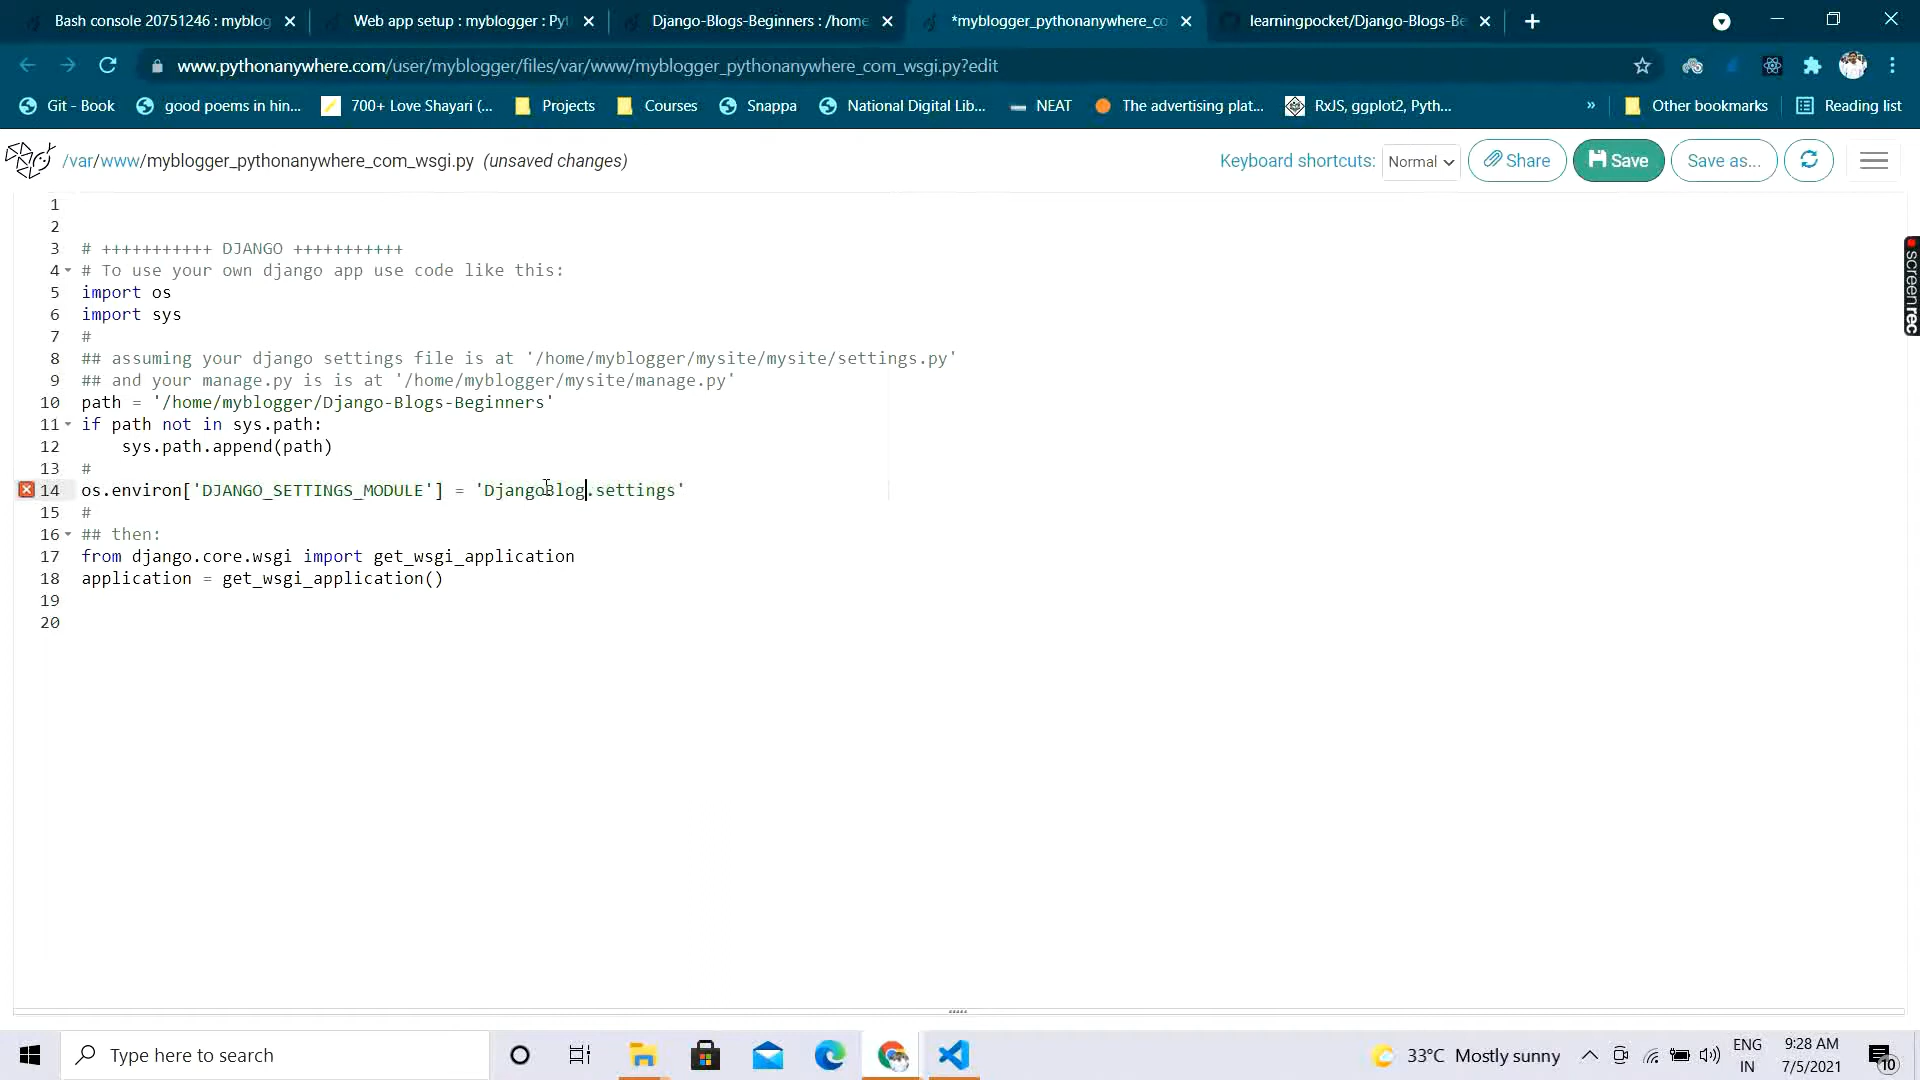 Bash console 20751246 : myblog
Web app setup : myblogger : Pyt
Django-Blogs-Beginners : /home
*myblogger_pythonanywhere_co
learningpocket/Django-Blogs-Be
www.pythonanywhere.com/user/myblogger/files/var/www/myblogger_pythonanywhere_com_wsgi.py?edit
Git - Book
good poems in hin...
700+ Love Shayari (...
Projects
Courses
Snappa
National Digital Lib...
NEAT
The advertising plat...
RxJS, ggplot2, Pyth...
»
Other bookmarks
Reading list
/var/www/myblogger_pythonanywhere_com_wsgi.py (unsaved changes)
Keyboard shortcuts:
Normal
Share
Save
Save as...
1
2
3 # +++++++++++ DJANGO +++++++++++
4 # To use your own django app use code like this:
5 import os
6 import sys
7 #
8 ## assuming your django settings file is at '/home/myblogger/mysite/mysite/settings.py'
9 ## and your manage.py is is at '/home/myblogger/mysite/manage.py'
10 path = '/home/myblogger/Django-Blogs-Beginners'
11 if path not in sys.path:
12 sys.path.append(path)
13 #
14 os.environ['DJANGO_SETTINGS_MODULE'] = 'DjangoBlog.settings'
15 #
16 ## then:
17 from django.core.wsgi import get_wsgi_application
18 application = get_wsgi_application()
19
20
screenrec
Type here to search
33°C Mostly sunny
ENG
IN
9:28 AM
7/5/2021
10